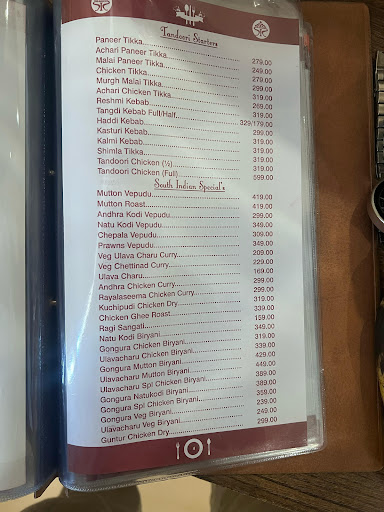 Tandoori Starters
Paneer Tikka 279.00
Achari Paneer Tikka 249.00
Malai Paneer Tikka 279.00
Chicken Tikka 299.00
Murgh Malai Tikka 319.00
Achari Chicken Tikka 269.00
Reshmi Kebab 319.00
Tangdi Kebab Full/Half 329/179.00
Haddi Kebab 299.00
Kasturi Kebab 319.00
Kalmi Kebab 319.00
Shimla Tikka 319.00
Tandoori Chicken (½) 319.00
Tandoori Chicken (Full) 599.00
South Indian Special's
Mutton Vepudu 419.00
Mutton Roast 419.00
Andhra Kodi Vepudu 299.00
Natu Kodi Vepudu 349.00
Chepala Vepudu 309.00
Prawns Vepudu 349.00
Veg Ulava Charu Curry 209.00
Veg Chettinad Curry 229.00
Ulava Charu 169.00
Andhra Chicken Curry 299.00
Rayalaseema Chicken Curry 299.00
Kuchipudi Chicken Dry 319.00
Chicken Ghee Roast 339.00
Ragi Sangati 159.00
Natu Kodi Biryani 349.00
Gongura Chicken Biryani 319.00
Ulavacharu Chicken Biryani 339.00
Gongura Mutton Biryani 429.00
Ulavacharu Mutton Biryani 449.00
Ulavacharu Spl Chicken Biryani 389.00
Gongura Natukodi Biryani 389.00
Gongura Spl Chicken Biryani 359.00
Gongura Veg Biryani 239.00
Ulavacharu Veg Biryani 249.00
Guntur Chicken Dry 299.00